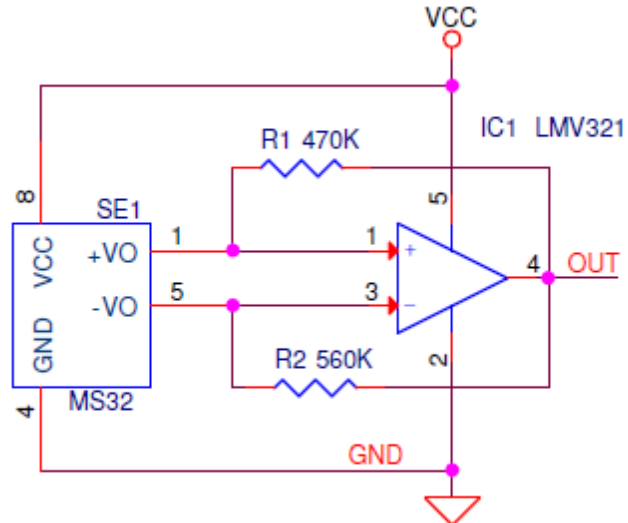 VCC
IC1 LMV321
R1 470K
8
5
SE1
VCC
+VO
1
1
+
4
OUT
-VO
5
3
-
GND
R2 560K
2
4
MS32
GND